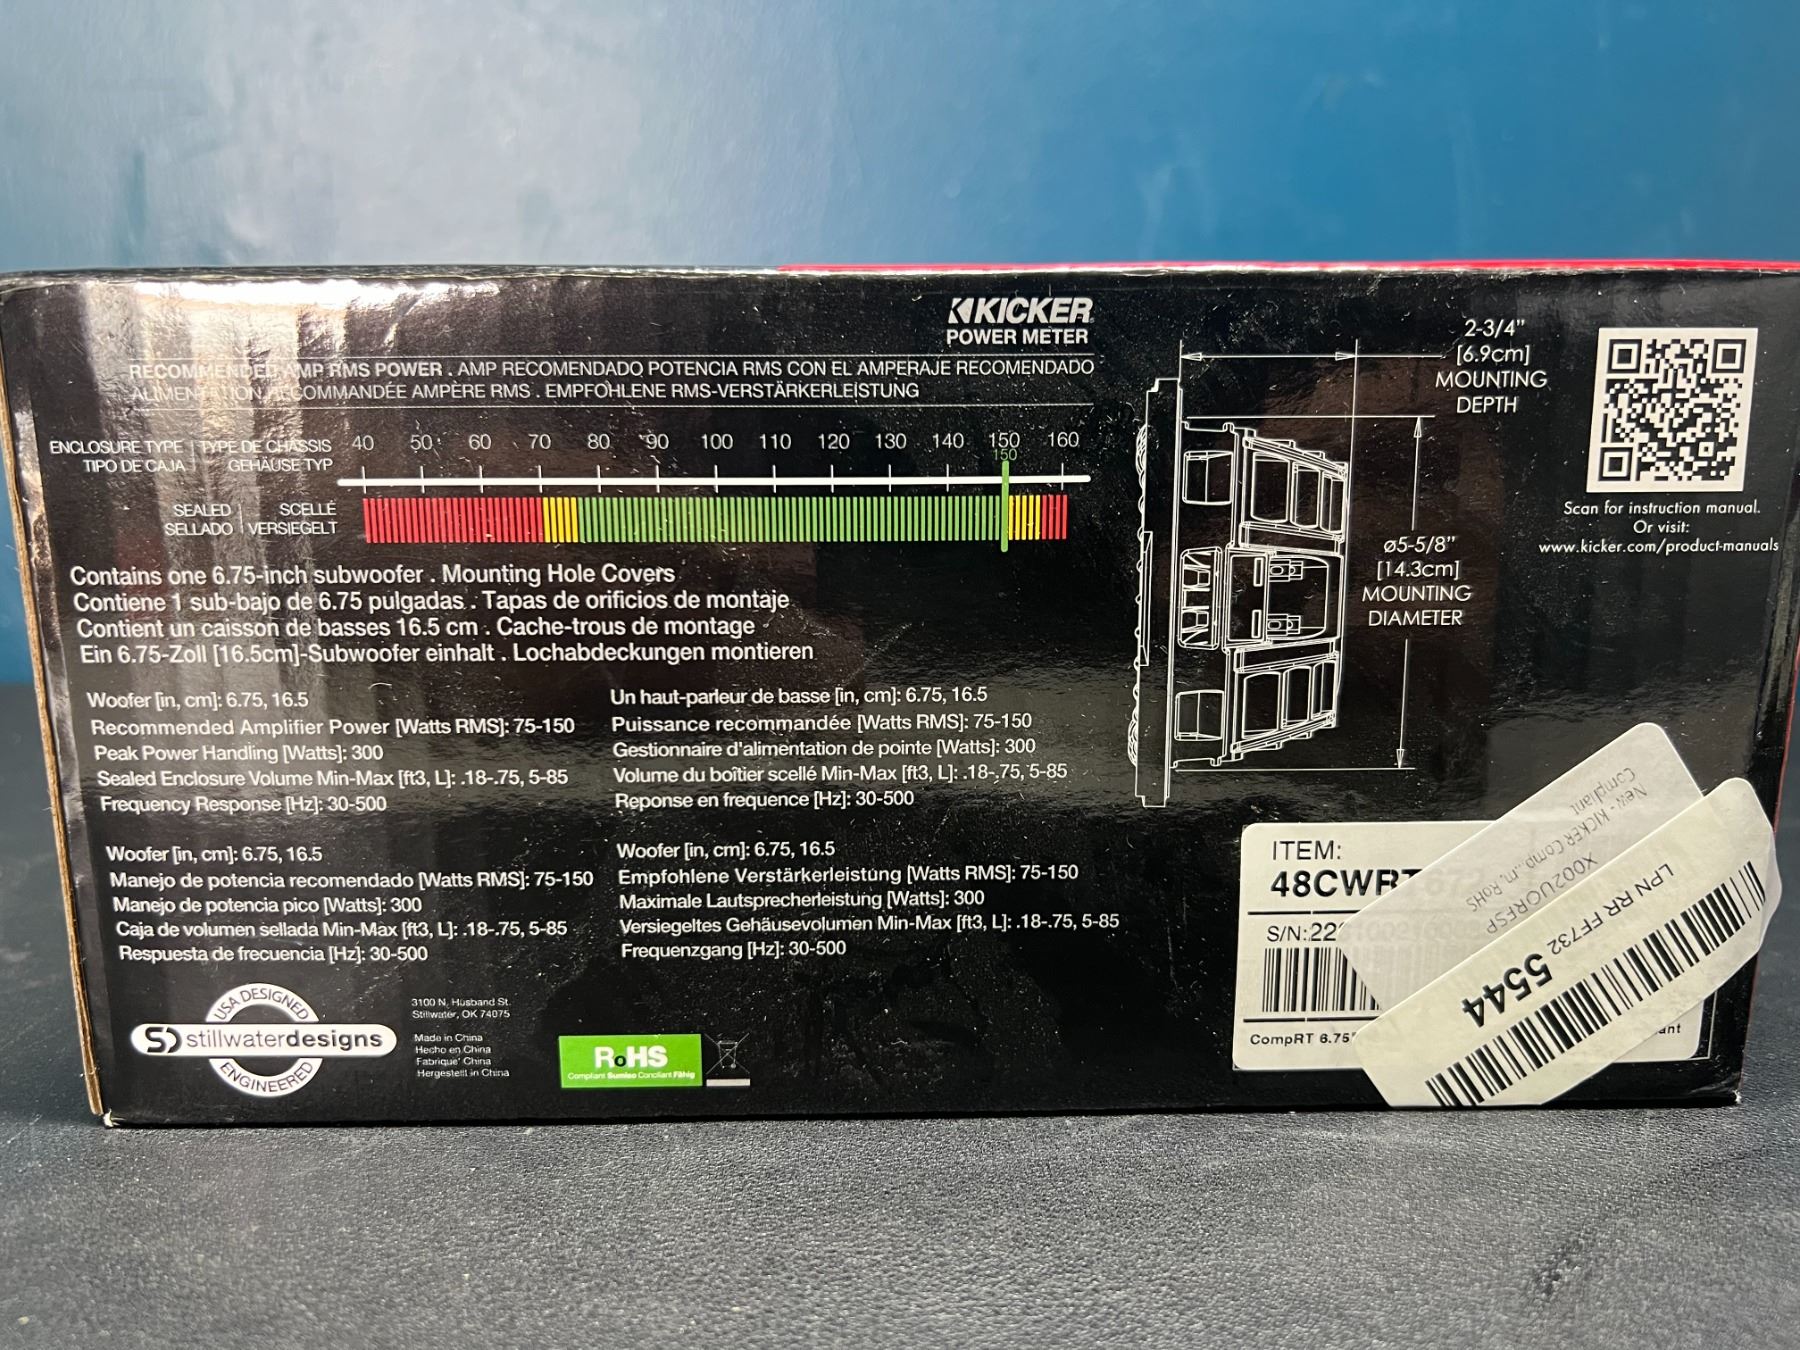 KICKER
POWER METER
RECOMMENDED AMP RMS POWER . AMP RECOMENDADO POTENCIA RMS CON EL AMPERAJE RECOMENDADO
ALIMENTATION RECOMMANDÉE AMPÈRE RMS . EMPFOHLENE RMS-VERSTÄRKERLEISTUNG
ENCLOSURE TYPE | TYPE DE CHÂSSIS
TIPO DE CAJA | GEHÄUSE TYP
40 50 60 70 80 90 100 110 120 130 140 150 160
150
SEALED | SCELLÉ
SELLADO | VERSIEGELT
Contains one 6.75-inch subwoofer . Mounting Hole Covers
Contiene 1 sub-bajo de 6.75 pulgadas . Tapas de orificios de montaje
Contient un caisson de basses 16.5 cm . Cache-trous de montage
Ein 6.75-Zoll [16.5cm]-Subwoofer einhalt . Lochabdeckungen montieren
Woofer [in, cm]: 6.75, 16.5
Recommended Amplifier Power [Watts RMS]: 75-150
Peak Power Handling [Watts]: 300
Sealed Enclosure Volume Min-Max [ft3, L]: .18-.75, 5-85
Frequency Response [Hz]: 30-500
Un haut-parleur de basse [in, cm]: 6.75, 16.5
Puissance recommandée [Watts RMS]: 75-150
Gestionnaire d'alimentation de pointe [Watts]: 300
Volume du boîtier scellé Min-Max [ft3, L]: .18-.75, 5-85
Reponse en frequence [Hz]: 30-500
Woofer [in, cm]: 6.75, 16.5
Manejo de potencia recomendado [Watts RMS]: 75-150
Manejo de potencia pico [Watts]: 300
Caja de volumen sellada Min-Max [ft3, L]: .18-.75, 5-85
Respuesta de frecuencia [Hz]: 30-500
Woofer [in, cm]: 6.75, 16.5
Empfohlene Verstärkerleistung [Watts RMS]: 75-150
Maximale Lautsprecherleistung [Watts]: 300
Versiegeltes Gehäusevolumen Min-Max [ft3, L]: .18-.75, 5-85
Frequenzgang [Hz]: 30-500
USA DESIGNED
SD stillwaterdesigns
ENGINEERED
3100 N. Husband St.
Stillwater, OK 74075
Made in China
Hecho en China
Fabriqué China
Hergestellt in China
RoHS
Compliant Sumiso Conciliant Fähig
2-3/4"
[6.9cm]
MOUNTING
DEPTH
ø5-5/8"
[14.3cm]
MOUNTING
DIAMETER
Scan for instruction manual.
Or visit:
www.kicker.com/product-manuals
ITEM:
48CWRT
S/N:22
CompRT 6.75"
New - KICKER Comp...m, RoHS
Compliant
LPN RR FF732 5544